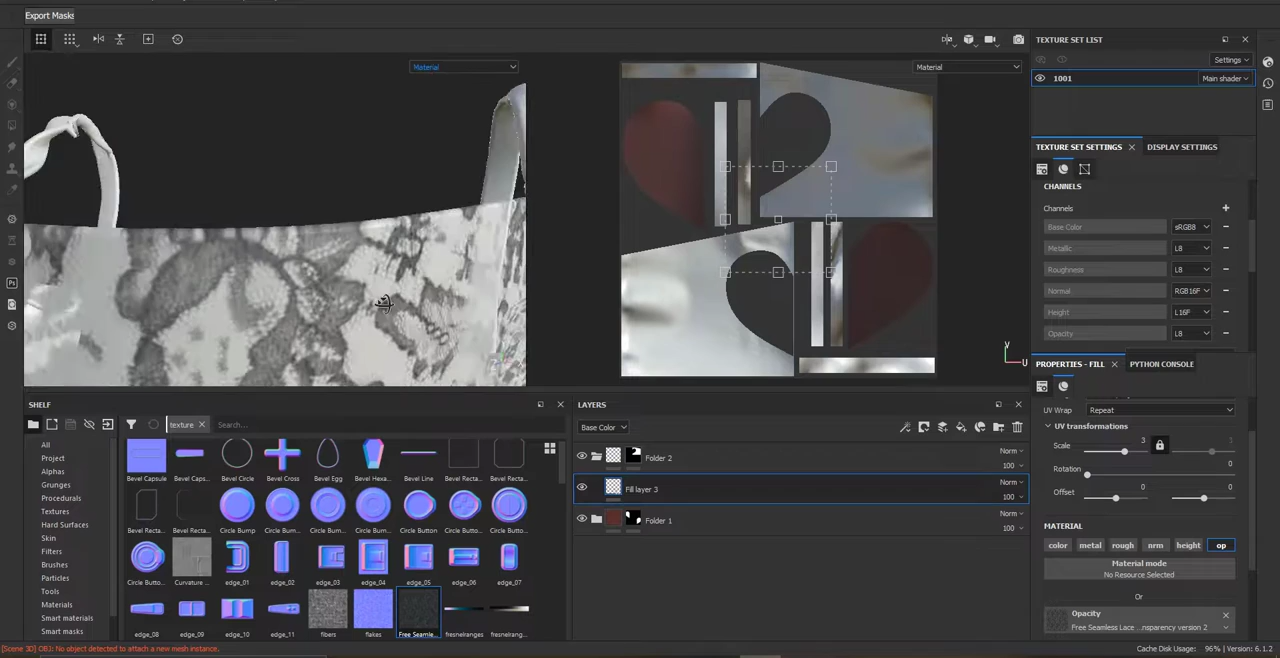 Export Masks
Material
Material
TEXTURE SET LIST
Settings
1001
Main shader
TEXTURE SET SETTINGS
DISPLAY SETTINGS
CHANNELS
Channels
Base Color
sRGB8
Metallic
L8
Roughness
L8
Normal
RGB16F
Height
L16F
Opacity
L8
V
U
PROPERTIES - FILL
PYTHON CONSOLE
UV Wrap
Repeat
UV transformations
Scale
3
1
Rotation
0
Offset
0
0
MATERIAL
color
metal
rough
nrm
height
op
Material mode
No Resource Selected
Or
Opacity
Free Seamless Lace ...nsparency version 2
SHELF
texture
Search...
All
Project
Alphas
Grunges
Procedurals
Textures
Hard Surfaces
Skin
Filters
Brushes
Particles
Tools
Materials
Smart materials
Smart masks
Bevel Capsule
Bevel Caps...
Bevel Circle
Bevel Cross
Bevel Egg
Bevel Hexa...
Bevel Line
Bevel Recta...
Bevel Recta...
Bevel Recta...
Bevel Recta...
Circle Bump
Circle Bum...
Circle Bum...
Circle Bum...
Circle Button
Circle Butto...
Circle Butto...
Circle Butto...
Curvature ...
edge_01
edge_02
edge_03
edge_04
edge_05
edge_06
edge_07
edge_08
edge_09
edge_10
edge_11
fibers
flakes
Free Seamle...
fresnelranges
fresnelrang...
LAYERS
Base Color
Folder 2
Norm
100
Fill layer 3
Norm
100
Folder 1
Norm
100
[Scene 3D] OBJ: No object detected to attach a new mesh instance.
Cache Disk Usage: 96% | Version: 6.1.2